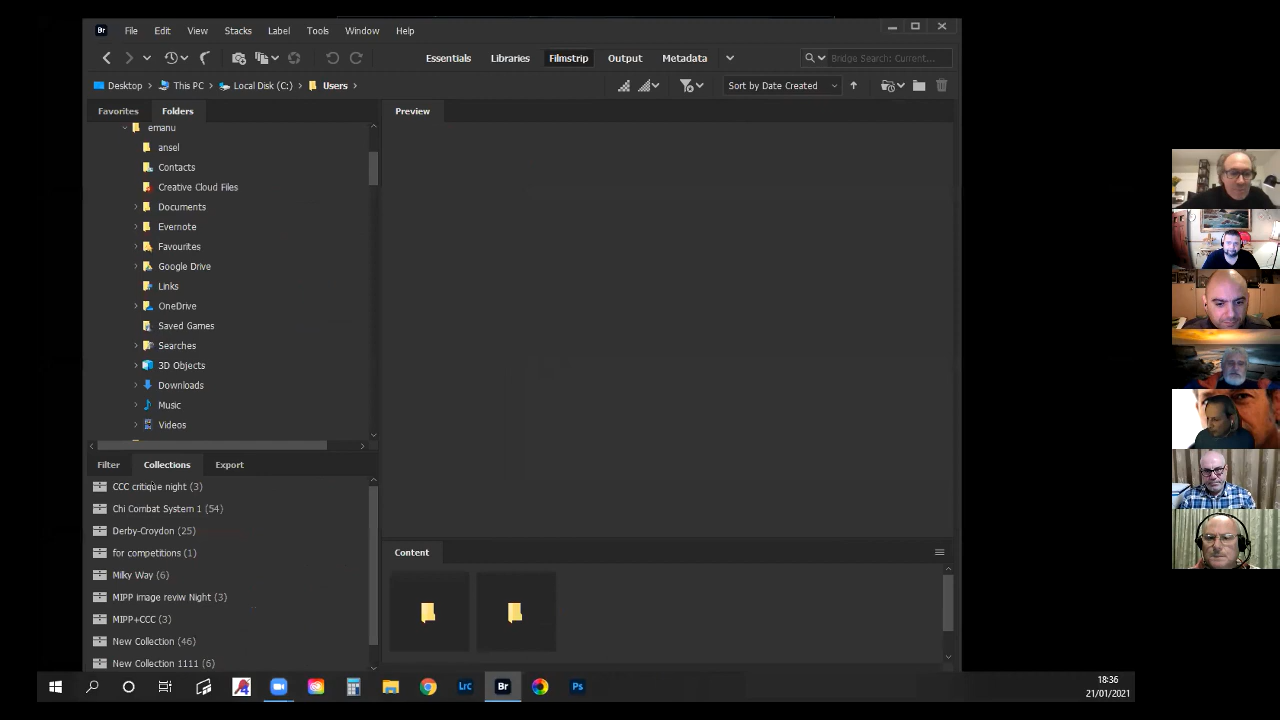 Br File Edit View Stacks Label Tools Window Help
Essentials Libraries Filmstrip Output Metadata Bridge Search: Current...
Desktop > This PC > Local Disk (C:) > Users > Sort by Date Created
Favorites Folders
emanu
ansel
Contacts
Creative Cloud Files
Documents
Evernote
Favourites
Google Drive
Links
OneDrive
Saved Games
Searches
3D Objects
Downloads
Music
Videos
Filter Collections Export
CCC critique night (3)
Chi Combat System 1 (54)
Derby-Croydon (25)
for competitions (1)
Milky Way (6)
MIPP image reviw Night (3)
MIPP+CCC (3)
New Collection (46)
New Collection 1111 (6)
Preview
Content
LrC Br Ps
18:36
21/01/2021